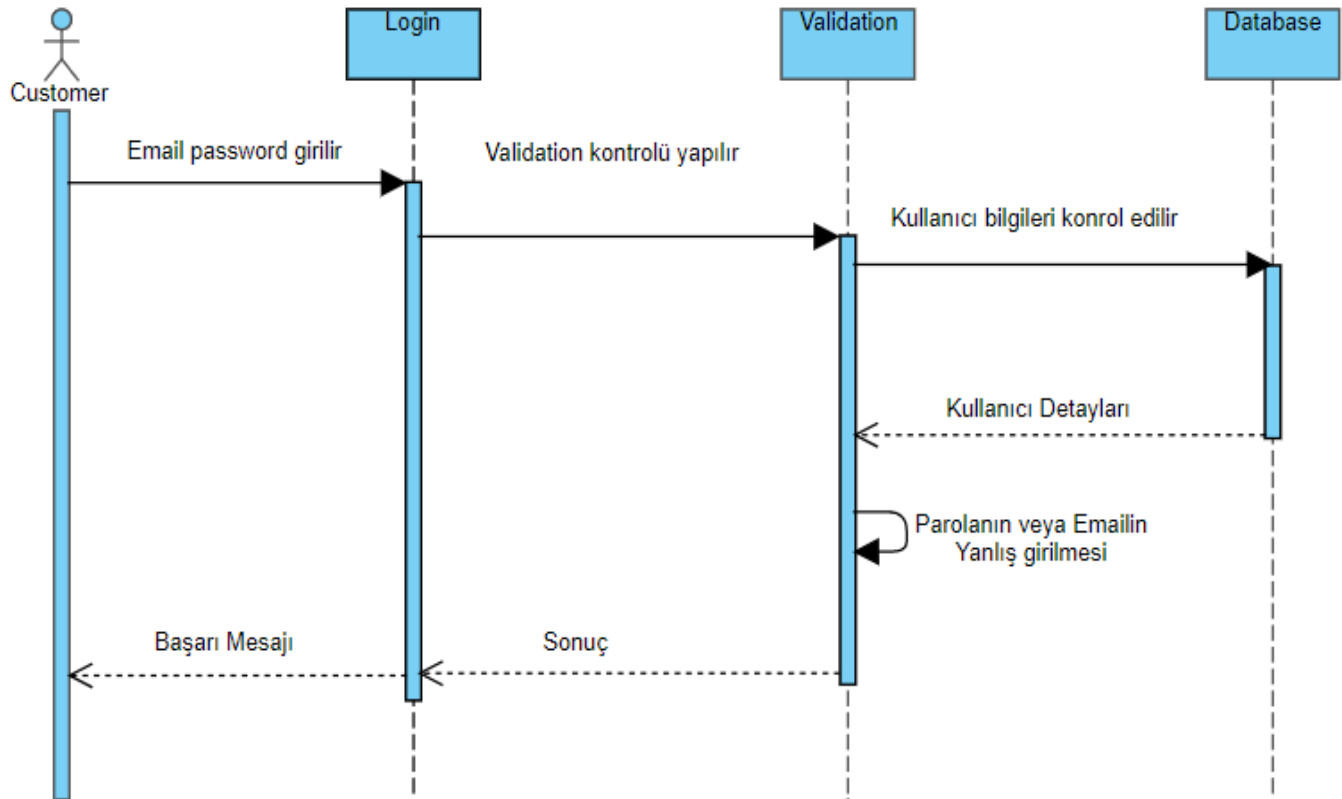 Login
Validation
Database
Customer
Email password girilir
Validation kontrolü yapılır
Kullanıcı bilgileri konrol edilir
Kullanıcı Detayları
Parolanın veya Emailin
Yanlış girilmesi
Başarı Mesajı
Sonuç